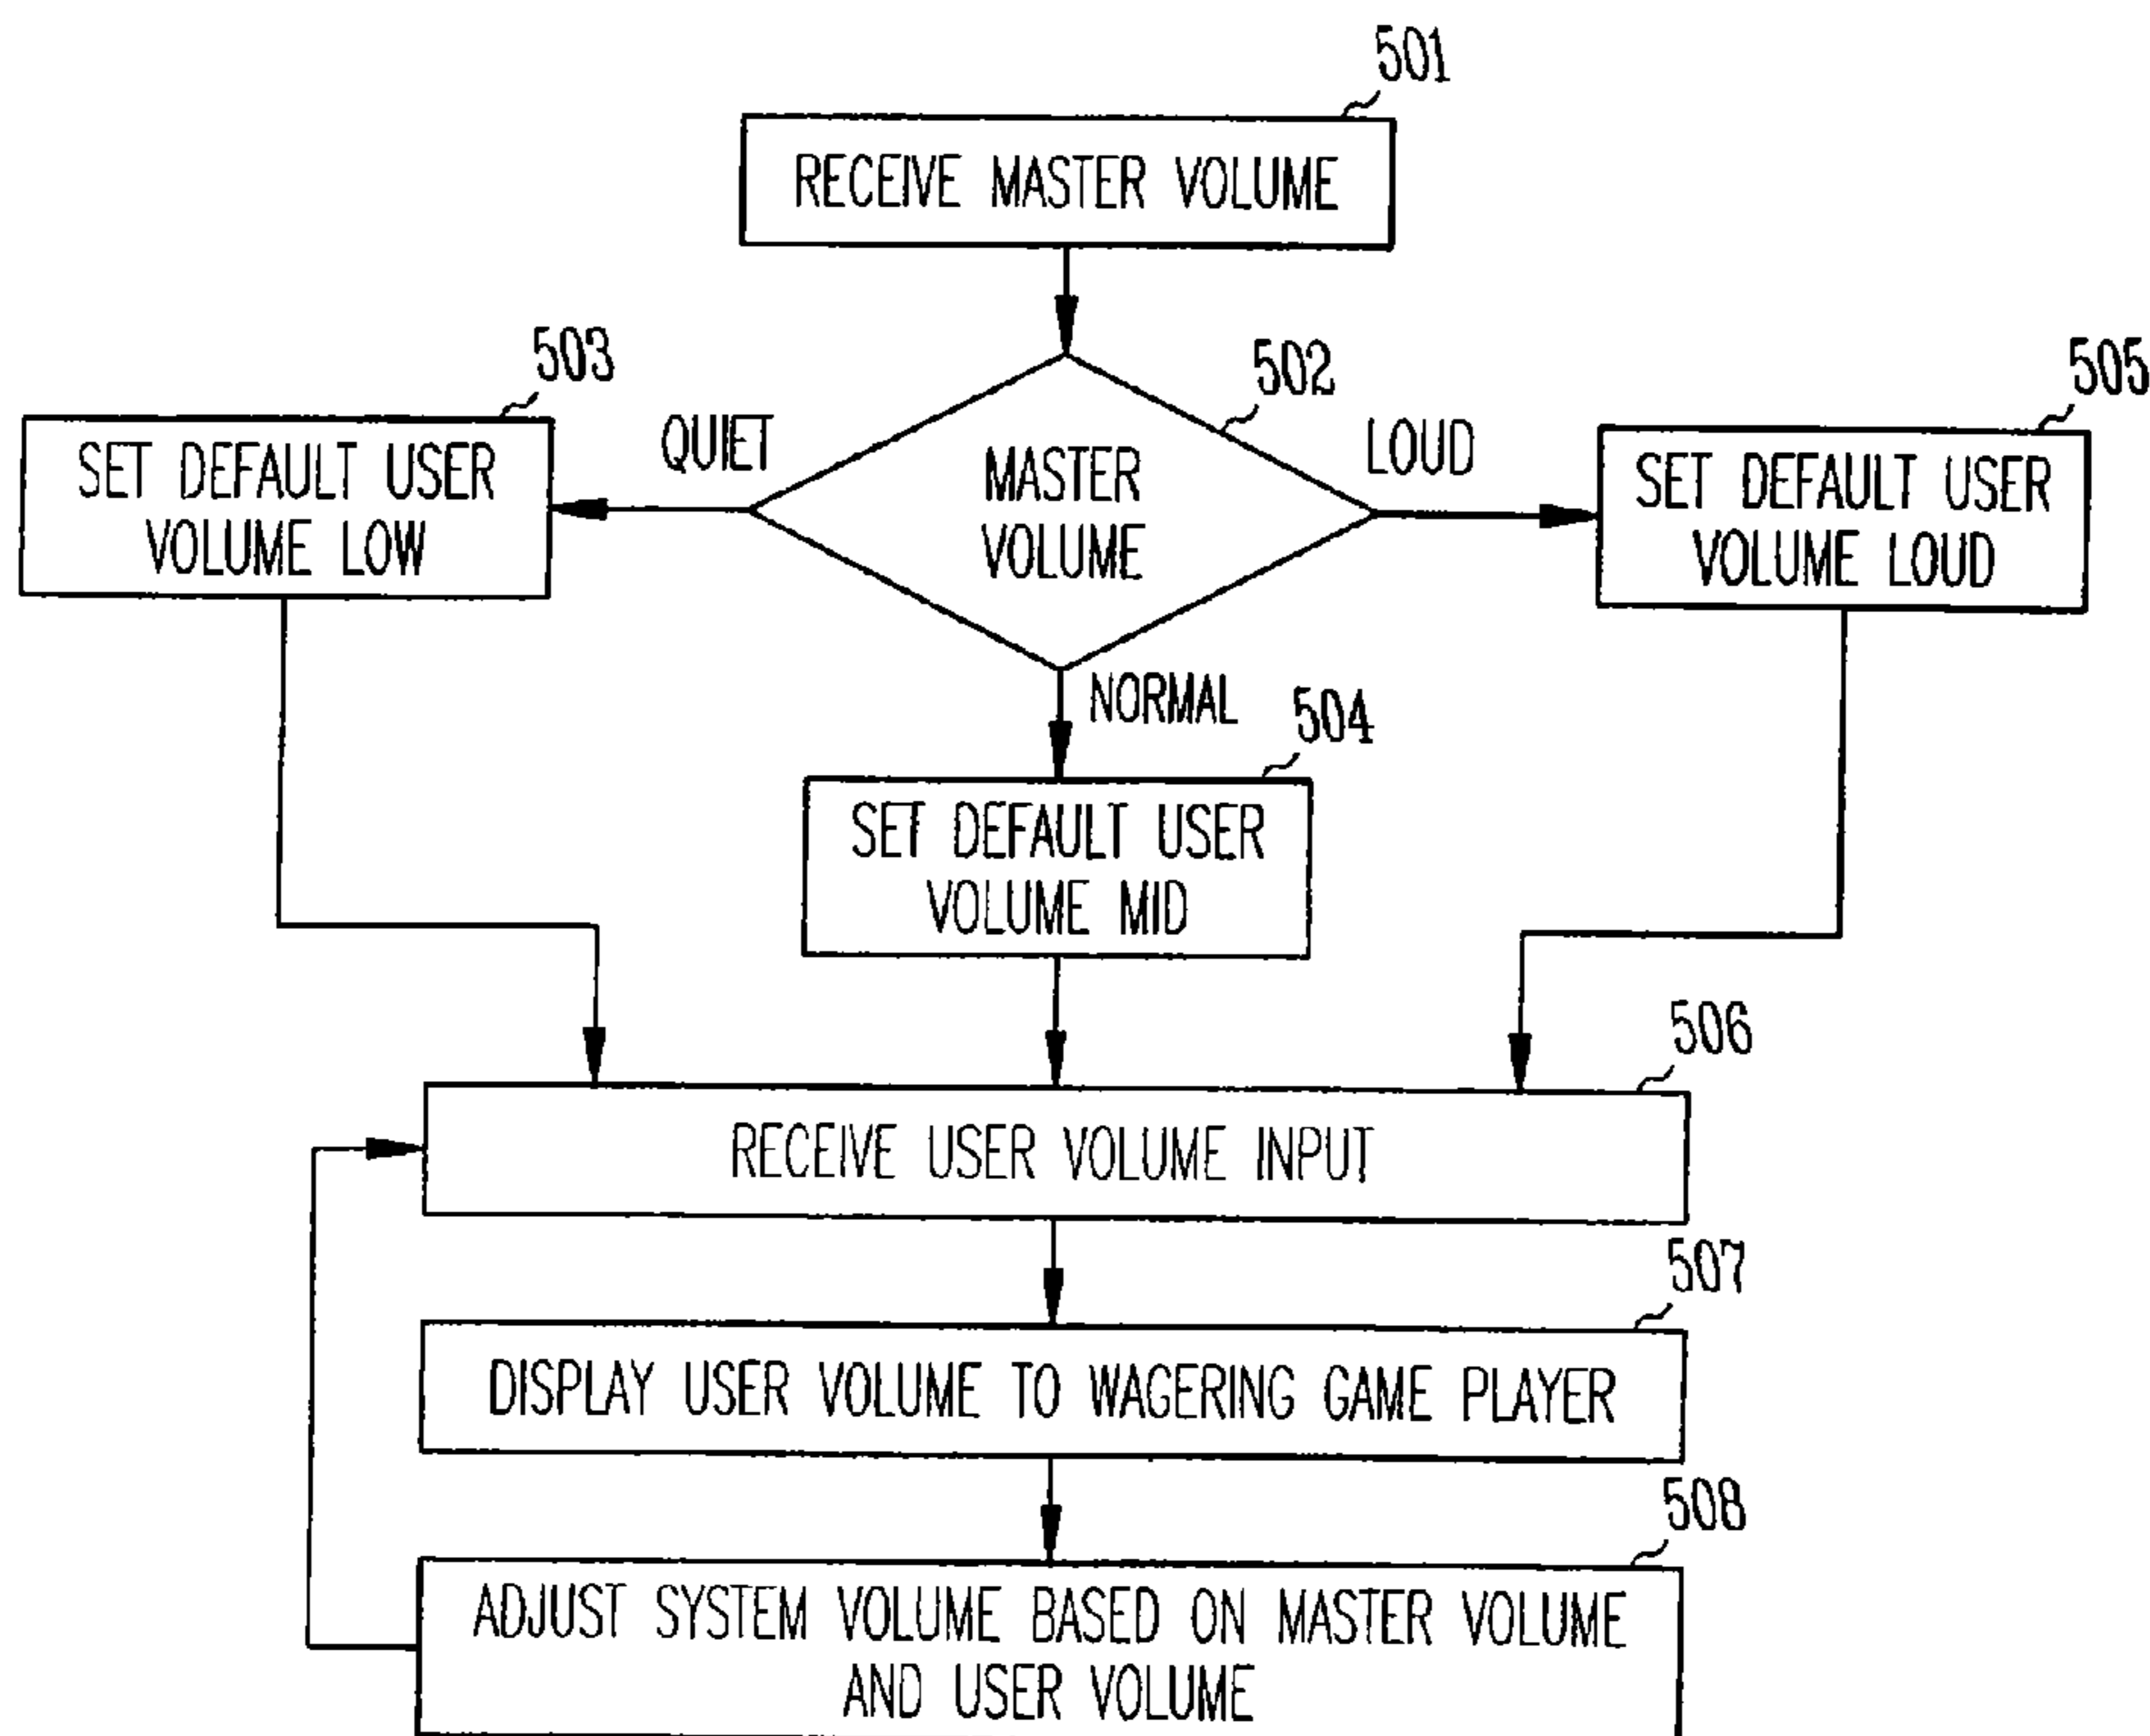 501
RECEIVE MASTER VOLUME
503
502
505
QUIET
LOUD
SET DEFAULT USER
VOLUME LOW
MASTER
VOLUME
SET DEFAULT USER
VOLUME LOUD
NORMAL
504
SET DEFAULT USER
VOLUME MID
506
RECEIVE USER VOLUME INPUT
507
DISPLAY USER VOLUME TO WAGERING GAME PLAYER
508
ADJUST SYSTEM VOLUME BASED ON MASTER VOLUME
AND USER VOLUME